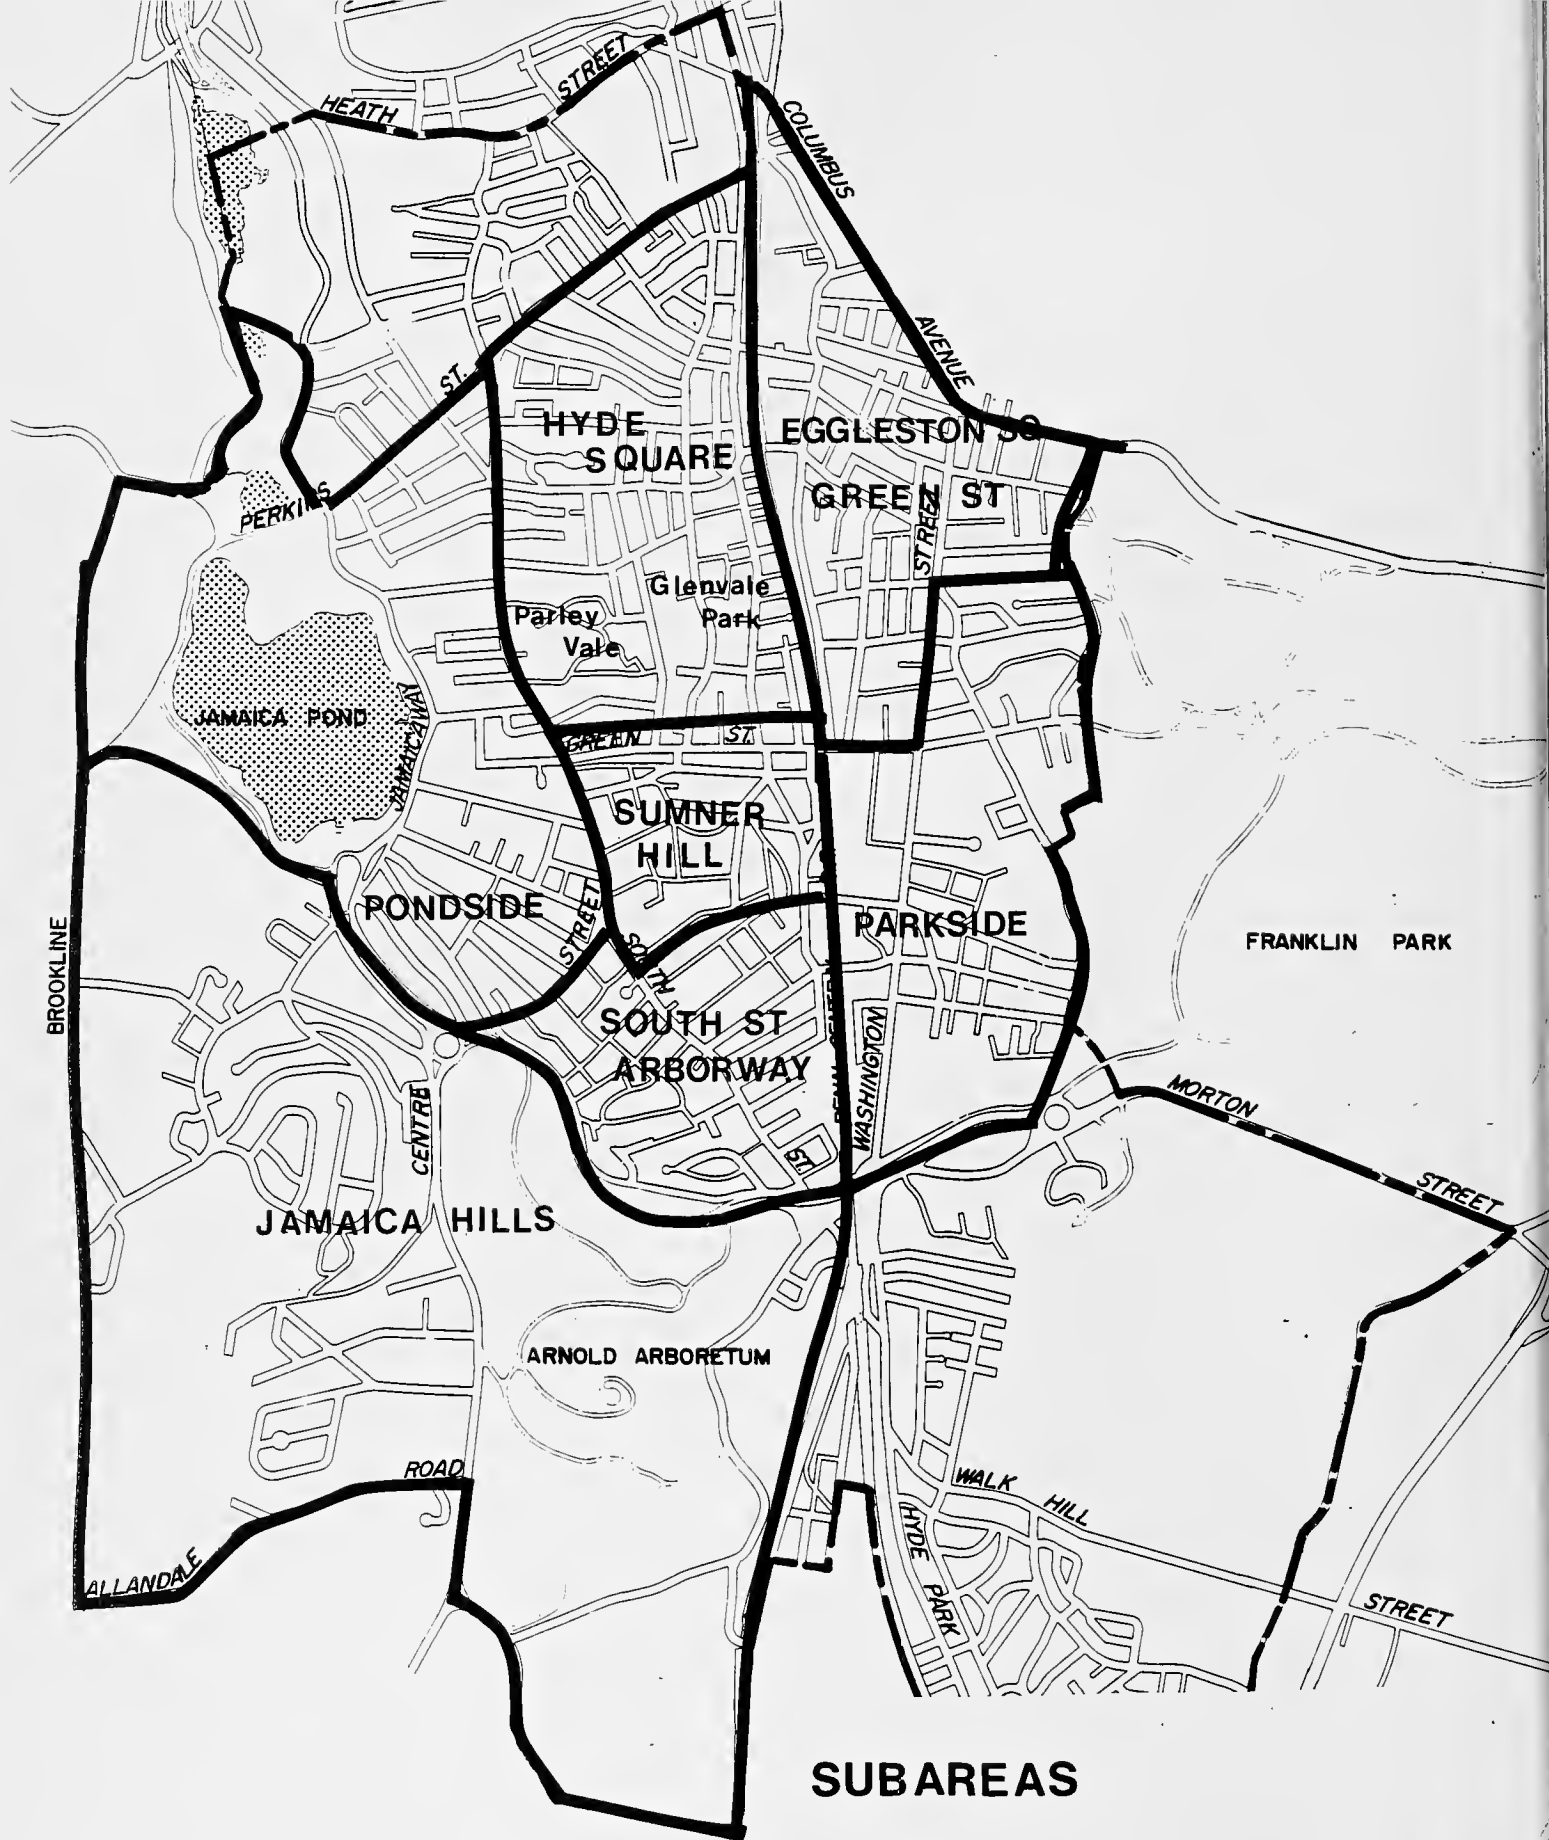 HEATH
STREET
COLUMBUS
AVENUE
ST.
HYDE
SQUARE
EGGLESTON SQ
GREEN ST
STREET
PERKINS
Glenvale
Park
Parley
Vale
JAMAICA POND
JAMAICAWAY
GREEN
ST.
SUMNER
HILL
PONDSIDE
STREET
SOUTH
PARKSIDE
FRANKLIN PARK
BROOKLINE
SOUTH ST
ARBORWAY
WASHINGTON
MORTON
STREET
CENTRE
ST.
JAMAICA HILLS
ARNOLD ARBORETUM
ROAD
WALK
HILL
HYDE
PARK
ALLANDALE
STREET
SUBAREAS